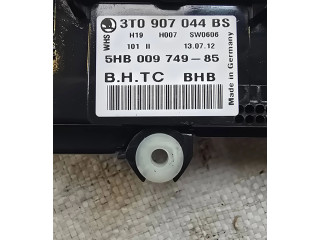 3T0 907 044 BS
WHS
H19 H007 SW0606
101 II 13.07.12
5HB 009 749-85
B.H.T.C BHB
Made in Germany